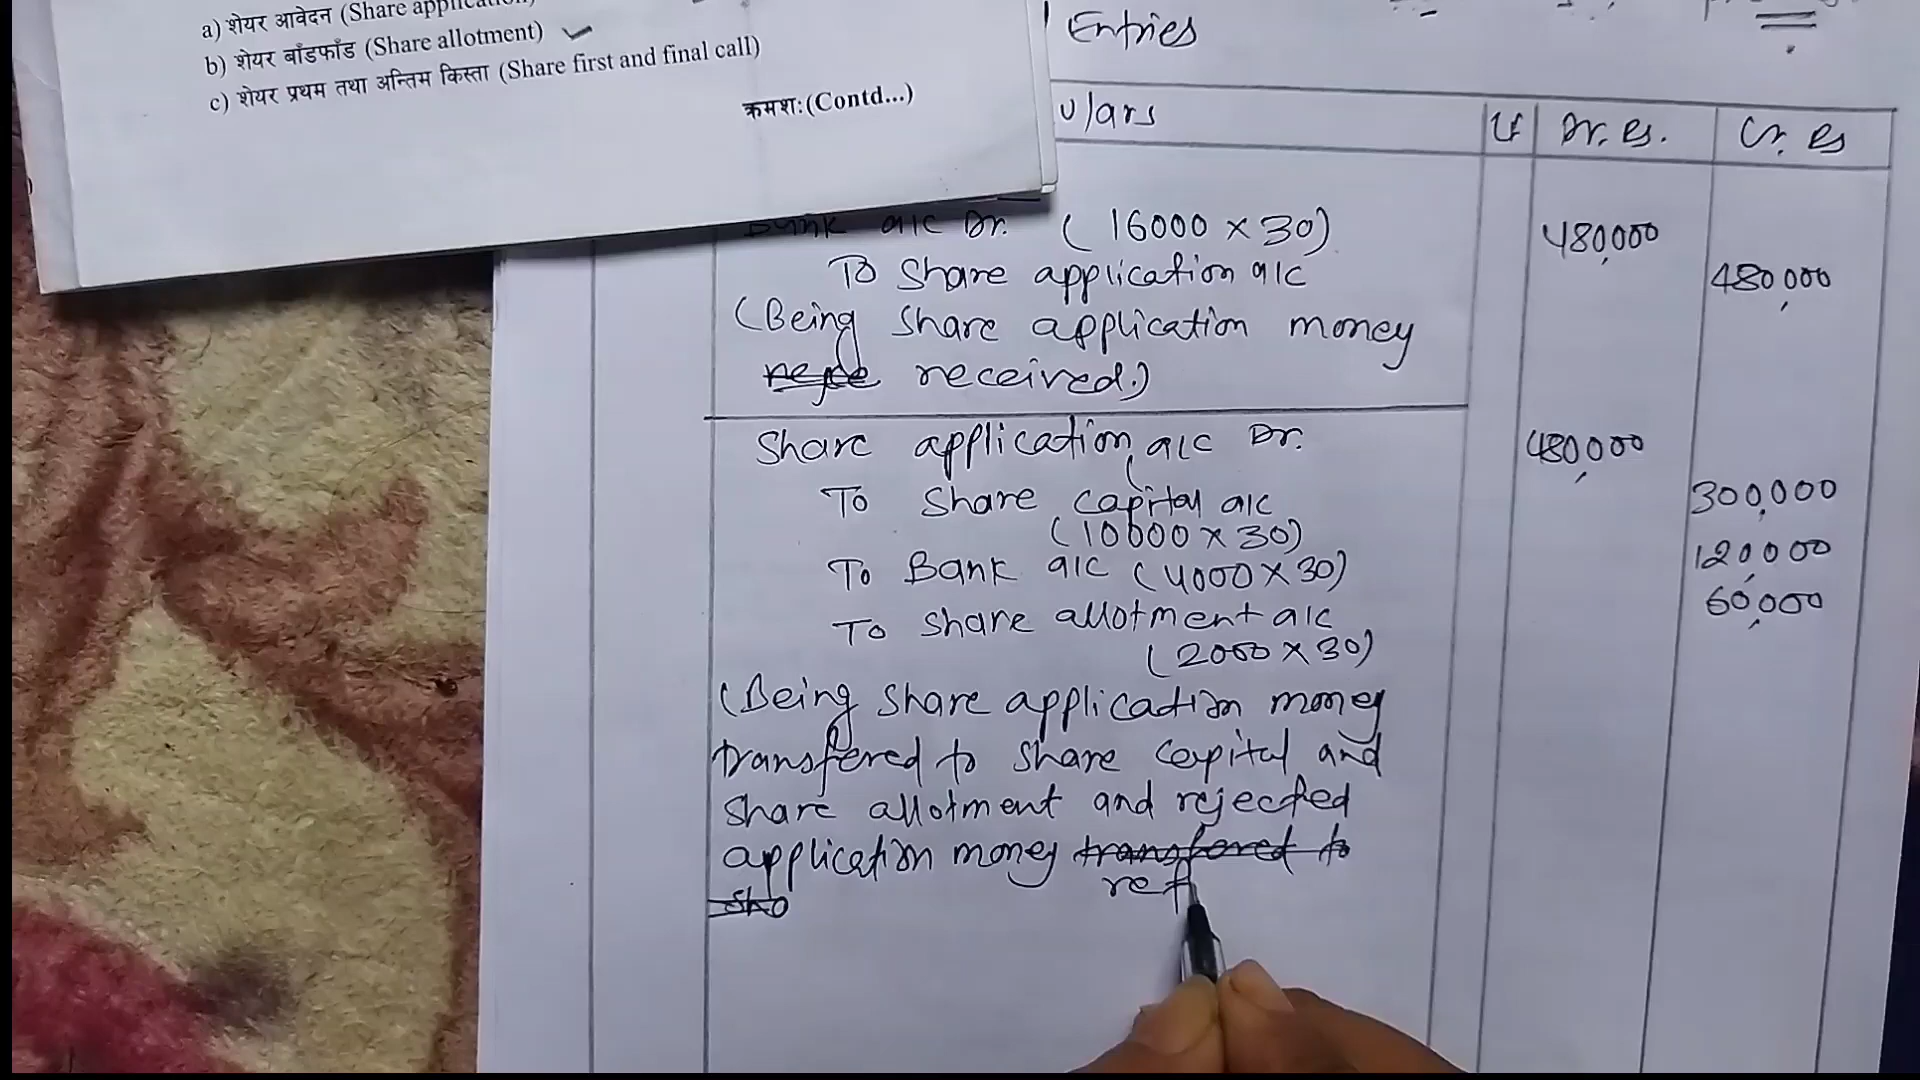 a) शेयर आवेदन (Share application)
b) शेयर बाँडफाँड (Share allotment)
c) शेयर प्रथम तथा अन्तिम किस्ता (Share first and final call)
क्रमश:(Contd...)
Entries
ulars LF Dr. Rs. Cr. Rs
Bank a/c Dr. (16000 × 30) 480,000
To Share application a/c 480,000
(Being Share application money
received.)
Share application a/c Dr. 480,000
To Share capital a/c 300,000
(10000 × 30)
To Bank a/c (4000 × 30) 120,000
To Share allotment a/c 60,000
(2000 × 30)
(Being Share application money
transfered to share capital and
share allotment and rejected
application money transfered to
ref